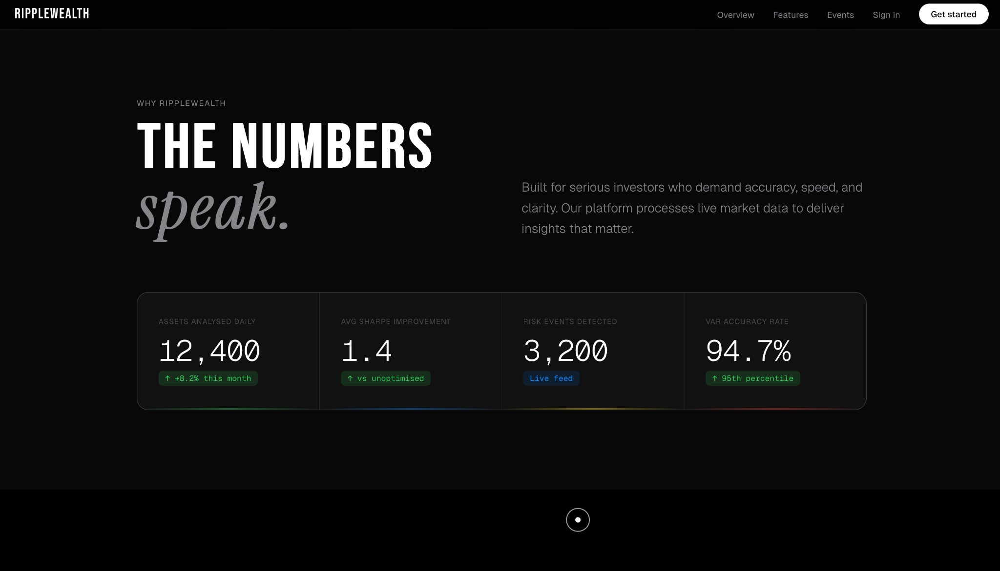 RIPPLEWEALTH
Overview
Features
Events
Sign in
Get started
WHY RIPPLEWEALTH
THE NUMBERS
speak.
Built for serious investors who demand accuracy, speed, and
clarity. Our platform processes live market data to deliver
insights that matter.
ASSETS ANALYSED DAILY
12,400
↑ +8.2% this month
AVG SHARPE IMPROVEMENT
1.4
↑ vs unoptimised
RISK EVENTS DETECTED
3,200
Live feed
VAR ACCURACY RATE
94.7%
↑ 95th percentile